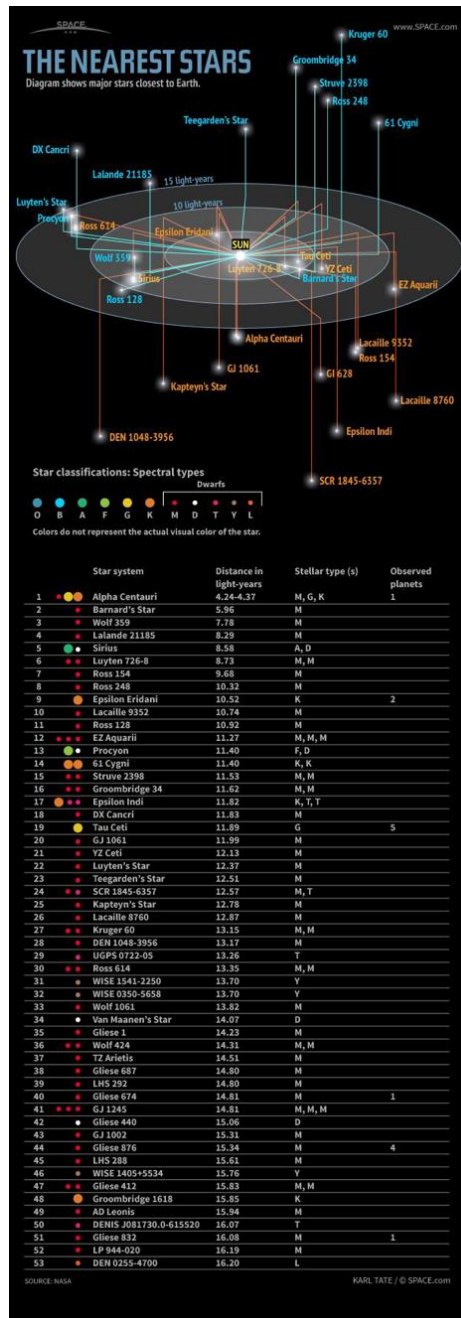 SPACE
.COM
www.SPACE.com
THE NEAREST STARS
Diagram shows major stars closest to Earth.
Kruger 60
Groombridge 34
Struve 2398
Ross 248
Teegarden's Star
61 Cygni
DX Cancri
Lalande 21185
15 light-years
Luyten's Star
10 light-years
Procyon
Ross 614
Epsilon Eridani
SUN
Wolf 359
Tau Ceti
Luyten 726-8
YZ Ceti
Sirius
Barnard's Star
EZ Aquarii
Ross 128
Alpha Centauri
Lacaille 9352
Ross 154
GJ 1061
GI 628
Kapteyn's Star
Lacaille 8760
DEN 1048-3956
Epsilon Indi
SCR 1845-6357
Star classifications: Spectral types
Dwarfs
O B A F G K M D T Y L
Colors do not represent the actual visual color of the star.
Star system Distance in light-years Stellar type (s) Observed planets
1 Alpha Centauri 4.24-4.37 M, G, K 1
2 Barnard's Star 5.96 M
3 Wolf 359 7.78 M
4 Lalande 21185 8.29 M
5 Sirius 8.58 A, D
6 Luyten 726-8 8.73 M, M
7 Ross 154 9.68 M
8 Ross 248 10.32 M
9 Epsilon Eridani 10.52 K 2
10 Lacaille 9352 10.74 M
11 Ross 128 10.92 M
12 EZ Aquarii 11.27 M, M, M
13 Procyon 11.40 F, D
14 61 Cygni 11.40 K, K
15 Struve 2398 11.53 M, M
16 Groombridge 34 11.62 M, M
17 Epsilon Indi 11.82 K, T, T
18 DX Cancri 11.83 M
19 Tau Ceti 11.89 G 5
20 GJ 1061 11.99 M
21 YZ Ceti 12.13 M
22 Luyten's Star 12.37 M
23 Teegarden's Star 12.51 M
24 SCR 1845-6357 12.57 M, T
25 Kapteyn's Star 12.78 M
26 Lacaille 8760 12.87 M
27 Kruger 60 13.15 M, M
28 DEN 1048-3956 13.17 M
29 UGPS 0722-05 13.26 T
30 Ross 614 13.35 M, M
31 WISE 1541-2250 13.70 Y
32 WISE 0350-5658 13.70 Y
33 Wolf 1061 13.82 M
34 Van Maanen's Star 14.07 D
35 Gliese 1 14.23 M
36 Wolf 424 14.31 M, M
37 TZ Arietis 14.51 M
38 Gliese 687 14.80 M
39 LHS 292 14.80 M
40 Gliese 674 14.81 M 1
41 GJ 1245 14.81 M, M, M
42 Gliese 440 15.06 D
43 GJ 1002 15.31 M
44 Gliese 876 15.34 M 4
45 LHS 288 15.61 M
46 WISE 1405+5534 15.76 Y
47 Gliese 412 15.83 M, M
48 Groombridge 1618 15.85 K
49 AD Leonis 15.94 M
50 DENIS J081730.0-615520 16.07 T
51 Gliese 832 16.08 M 1
52 LP 944-020 16.19 M
53 DEN 0255-4700 16.20 L
SOURCE: NASA
KARL TATE / © SPACE.com